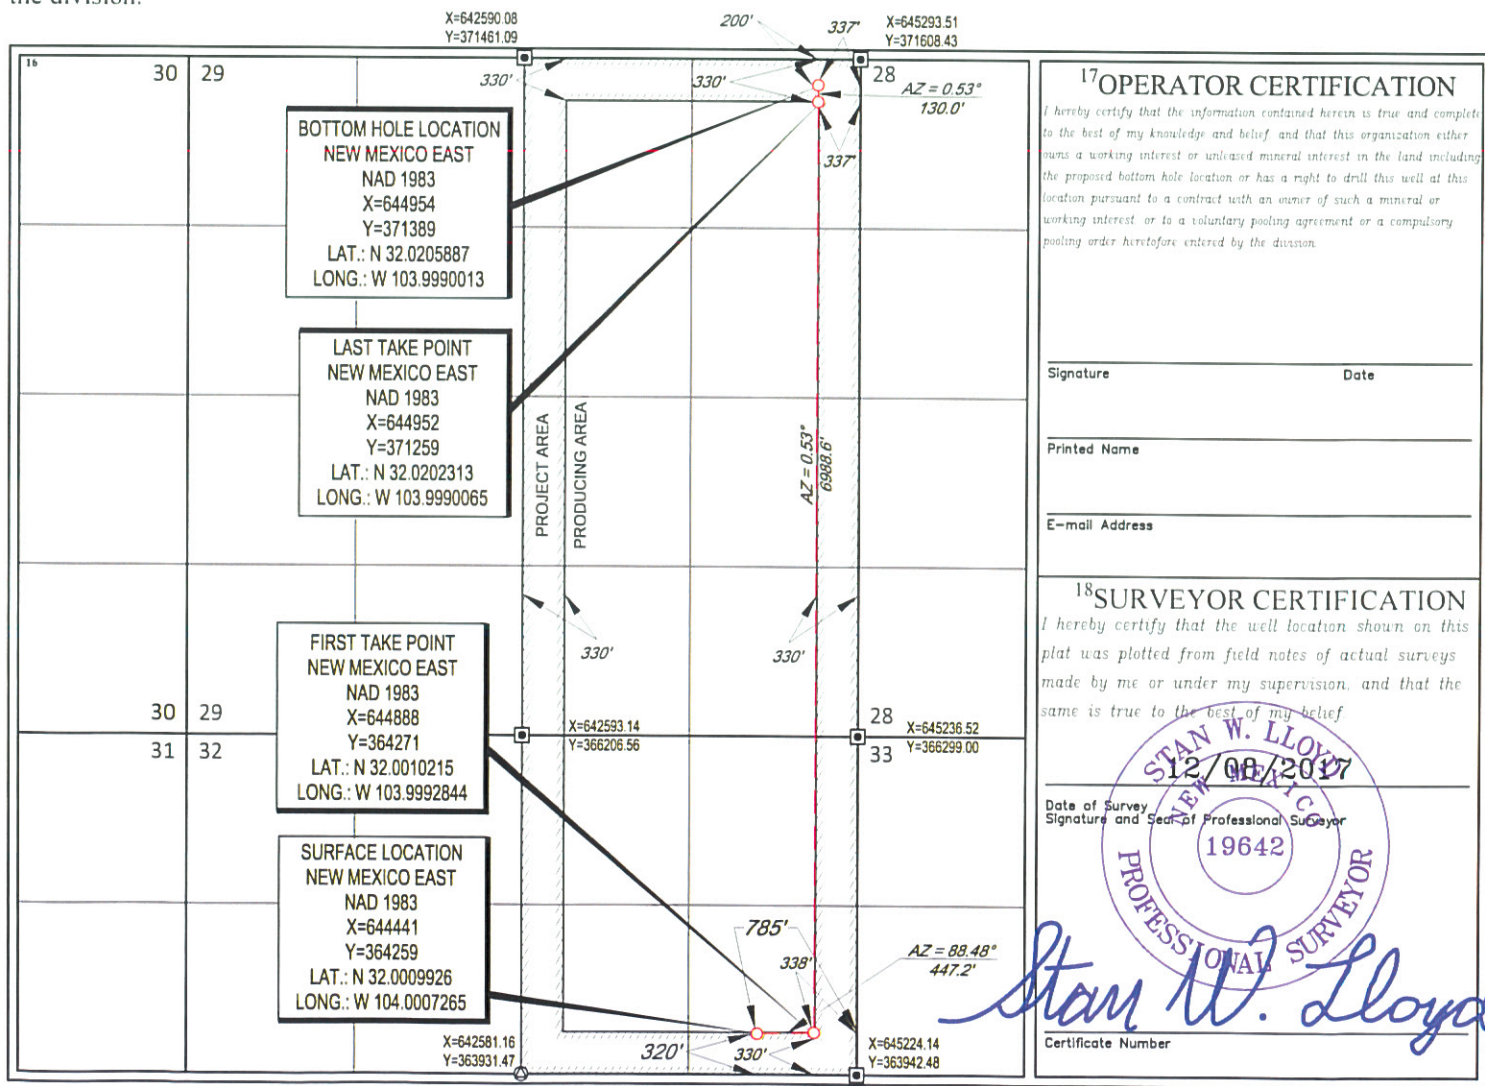 the division.
X=642590.08
Y=371461.09
200'
337'
X=645293.51
Y=371608.43
16
30 29
28
330'
330'
AZ = 0.53°
130.0'
337'
BOTTOM HOLE LOCATION
NEW MEXICO EAST
NAD 1983
X=644954
Y=371389
LAT.: N 32.0205887
LONG.: W 103.9990013
LAST TAKE POINT
NEW MEXICO EAST
NAD 1983
X=644952
Y=371259
LAT.: N 32.0202313
LONG.: W 103.9990065
PROJECT AREA
PRODUCING AREA
AZ = 0.53°
6988.6'
330'
330'
FIRST TAKE POINT
NEW MEXICO EAST
NAD 1983
X=644888
Y=364271
LAT.: N 32.0010215
LONG.: W 103.9992844
30 29
31 32
X=642593.14
Y=366206.56
28
33
X=645236.52
Y=366299.00
SURFACE LOCATION
NEW MEXICO EAST
NAD 1983
X=644441
Y=364259
LAT.: N 32.0009926
LONG.: W 104.0007265
785'
338'
AZ = 88.48°
447.2'
320'
330'
X=642581.16
Y=363931.47
X=645224.14
Y=363942.48
17 OPERATOR CERTIFICATION
I hereby certify that the information contained herein is true and complete
to the best of my knowledge and belief, and that this organization either
owns a working interest or unleased mineral interest in the land including
the proposed bottom hole location or has a right to drill this well at this
location pursuant to a contract with an owner of such a mineral or
working interest, or to a voluntary pooling agreement or a compulsory
pooling order heretofore entered by the division.
Signature Date
Printed Name
E-mail Address
18 SURVEYOR CERTIFICATION
I hereby certify that the well location shown on this
plat was plotted from field notes of actual surveys
made by me or under my supervision, and that the
same is true to the best of my belief
12/08/2017
Date of Survey
Signature and Seal of Professional Surveyor
STAN W. LLOYD
NEW MEXICO
19642
PROFESSIONAL SURVEYOR
Stan W. Lloyd
Certificate Number